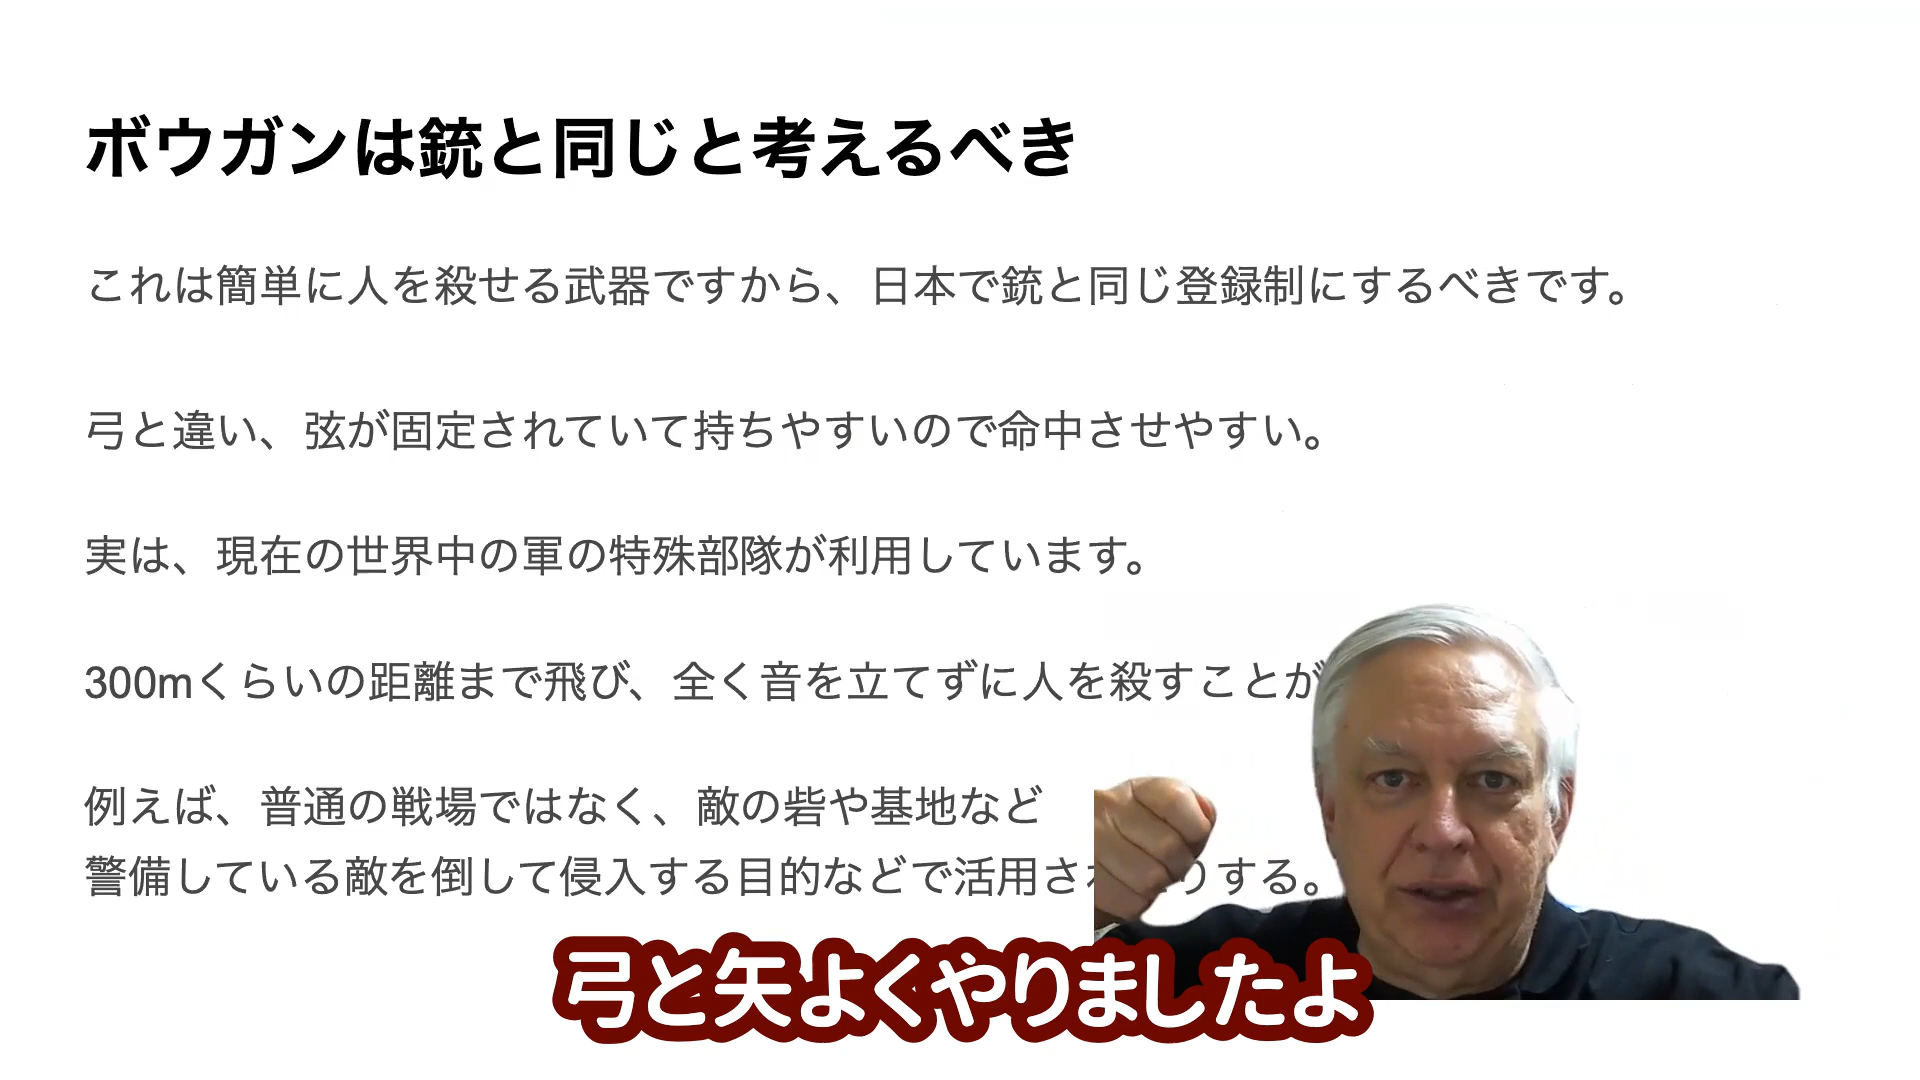 ボウガンは銃と同じと考えるべき
これは簡単に人を殺せる武器ですから、日本で銃と同じ登録制にするべきです。
弓と違い、弦が固定されていて持ちやすいので命中させやすい。
実は、現在の世界中の軍の特殊部隊が利用しています。
300mくらいの距離まで飛び、全く音を立てずに人を殺すことが
例えば、普通の戦場ではなく、敵の砦や基地など
警備している敵を倒して侵入する目的などで活用さ りする。
弓と矢よくやりましたよ